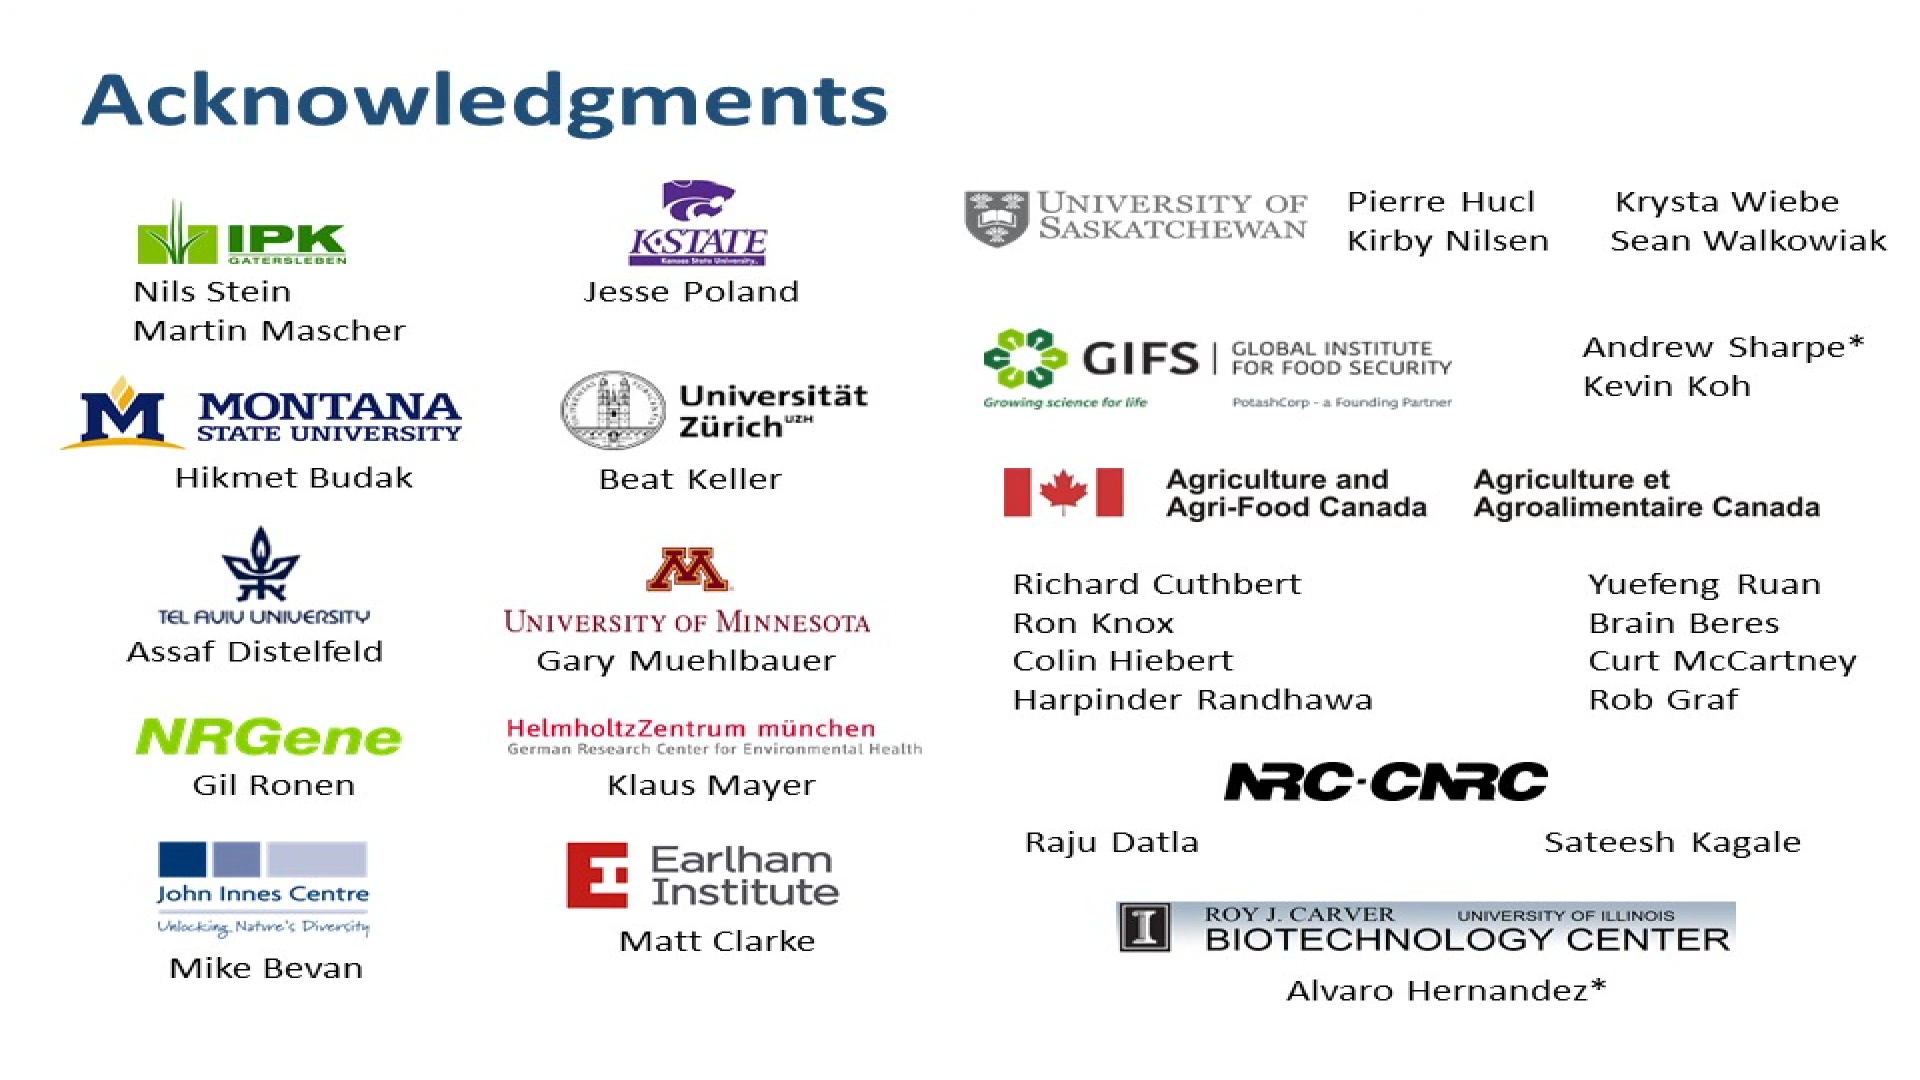 Acknowledgments
IPK
GATERSLEBEN
Nils Stein
Martin Mascher
K-STATE
Kansas State University.
Jesse Poland
M MONTANA
STATE UNIVERSITY
Hikmet Budak
Universität
Zürich UZH
Beat Keller
TEL AVIV UNIVERSITY
Assaf Distelfeld
M
UNIVERSITY OF MINNESOTA
Gary Muehlbauer
NRGene
Gil Ronen
HelmholtzZentrum münchen
German Research Center for Environmental Health
Klaus Mayer
John Innes Centre
Unlocking Nature's Diversity
Mike Bevan
Earlham
Institute
Matt Clarke
UNIVERSITY OF
SASKATCHEWAN
Pierre Hucl
Kirby Nilsen
Krysta Wiebe
Sean Walkowiak
GIFS | GLOBAL INSTITUTE
FOR FOOD SECURITY
Growing science for life
PotashCorp - a Founding Partner
Andrew Sharpe*
Kevin Koh
Agriculture and
Agri-Food Canada
Agriculture et
Agroalimentaire Canada
Richard Cuthbert
Ron Knox
Colin Hiebert
Harpinder Randhawa
Yuefeng Ruan
Brain Beres
Curt McCartney
Rob Graf
NRC·CNRC
Raju Datla
Sateesh Kagale
I ROY J. CARVER UNIVERSITY OF ILLINOIS
BIOTECHNOLOGY CENTER
Alvaro Hernandez*